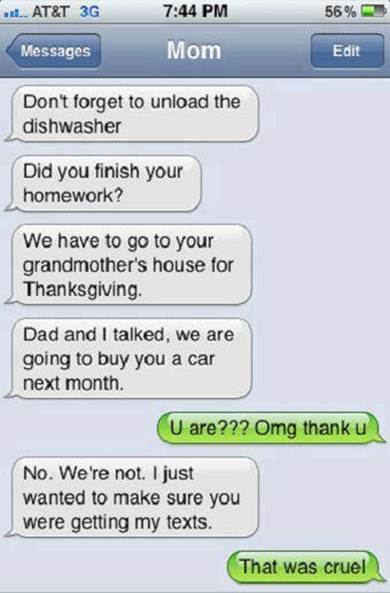 AT&T 3G 7:44 PM 56%
Messages Mom Edit
Don't forget to unload the
dishwasher
Did you finish your
homework?
We have to go to your
grandmother's house for
Thanksgiving.
Dad and I talked, we are
going to buy you a car
next month.
U are??? Omg thank u
No. We're not. I just
wanted to make sure you
were getting my texts.
That was cruel